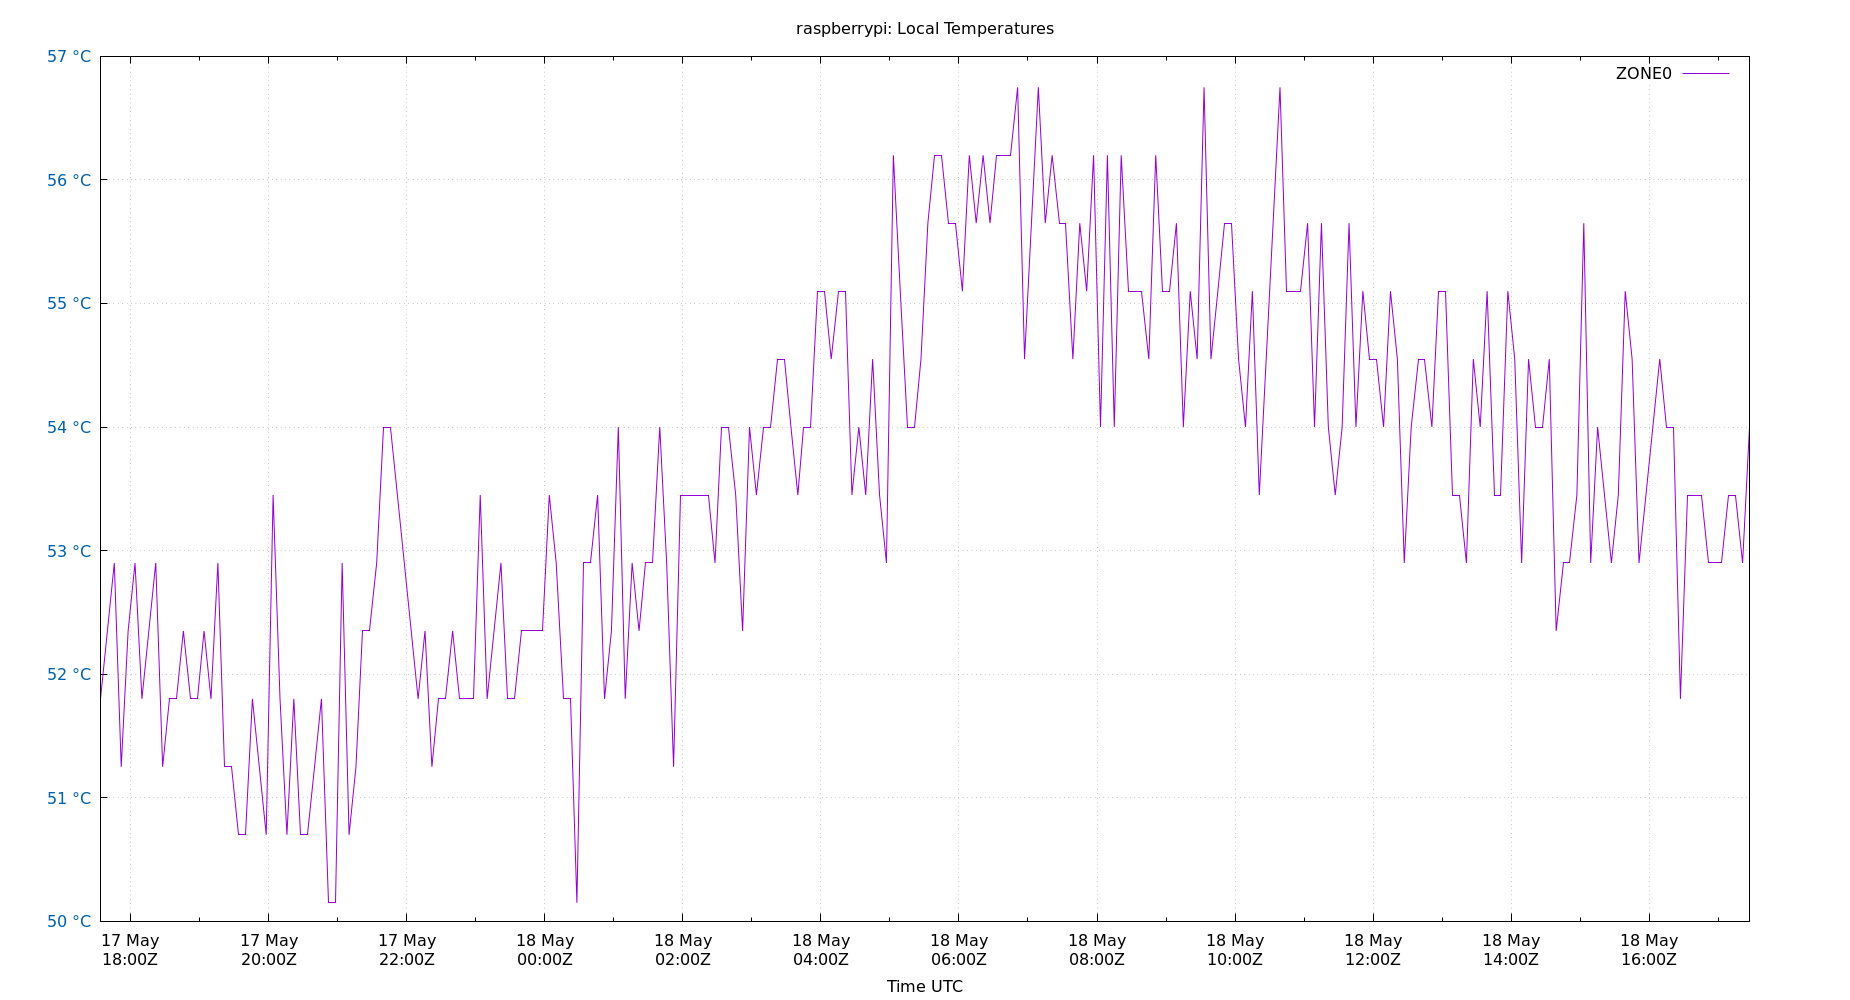 raspberrypi: Local Temperatures
57 °C
ZONE0
56 °C
55 °C
54 °C
53 °C
52 °C
51 °C
50 °C
17 May 17 May 17 May 18 May 18 May 18 May 18 May 18 May 18 May 18 May 18 May 18 May
18:00Z 20:00Z 22:00Z 00:00Z 02:00Z 04:00Z 06:00Z 08:00Z 10:00Z 12:00Z 14:00Z 16:00Z
Time UTC